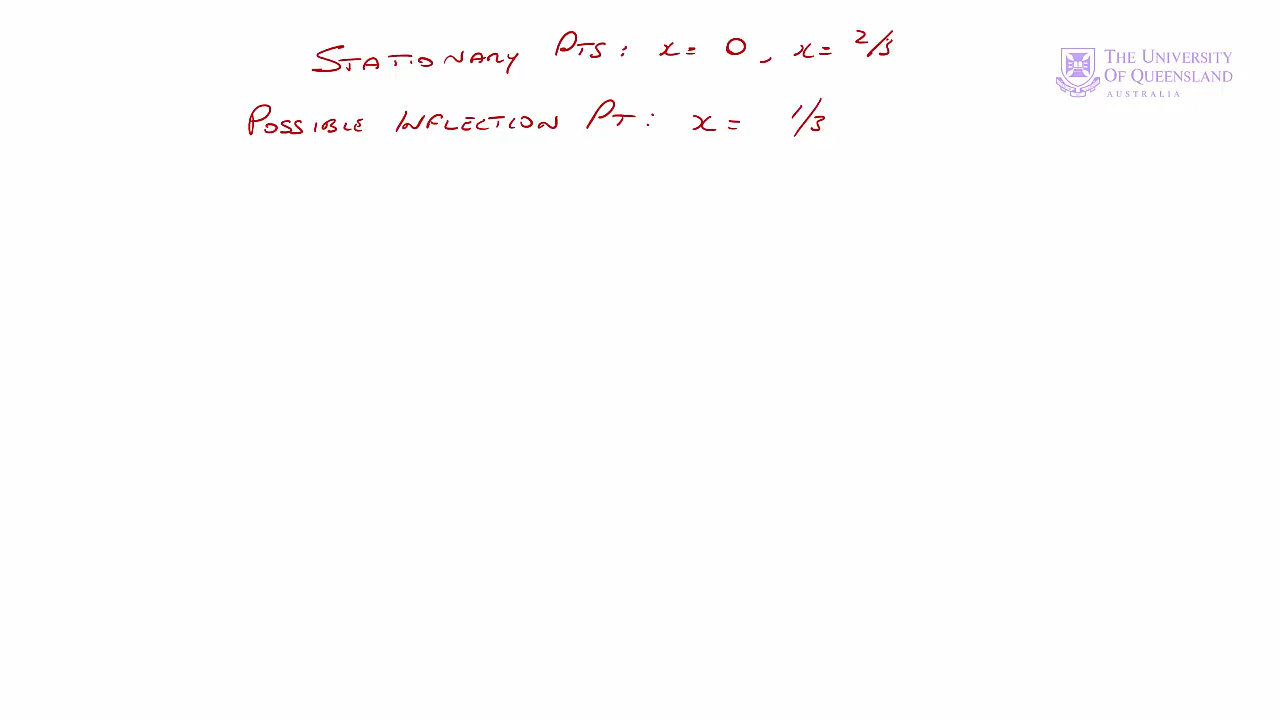 STATIONARY PTS: x = 0, x = 2/3
THE UNIVERSITY
OF QUEENSLAND
AUSTRALIA
POSSIBLE INFLECTION PT: x = 1/3